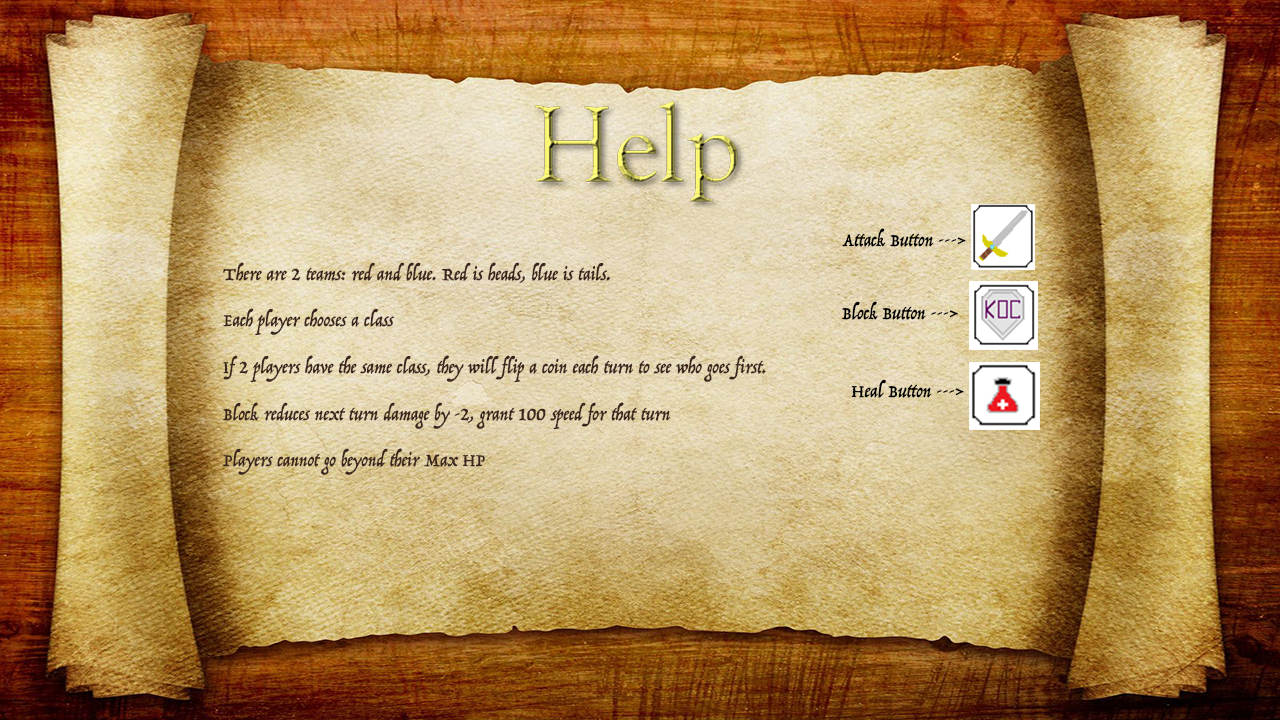 Help
There are 2 teams: red and blue. Red is heads, blue is tails.
Each player chooses a class
If 2 players have the same class, they will flip a coin each turn to see who goes first.
Block reduces next turn damage by -2, grant 100 speed for that turn
Players cannot go beyond their Max HP
Attack Button --->
Block Button --->
KOC
Heal Button --->